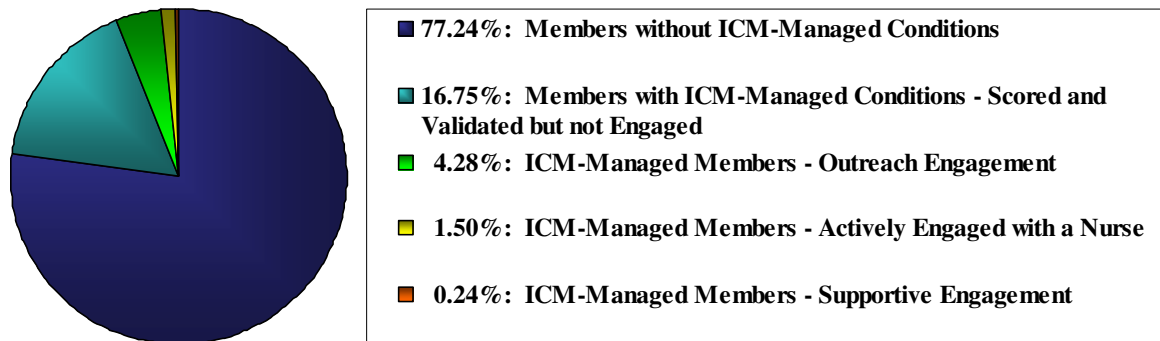 77.24%: Members without ICM-Managed Conditions
16.75%: Members with ICM-Managed Conditions - Scored and
Validated but not Engaged
4.28%: ICM-Managed Members - Outreach Engagement
1.50%: ICM-Managed Members - Actively Engaged with a Nurse
0.24%: ICM-Managed Members - Supportive Engagement